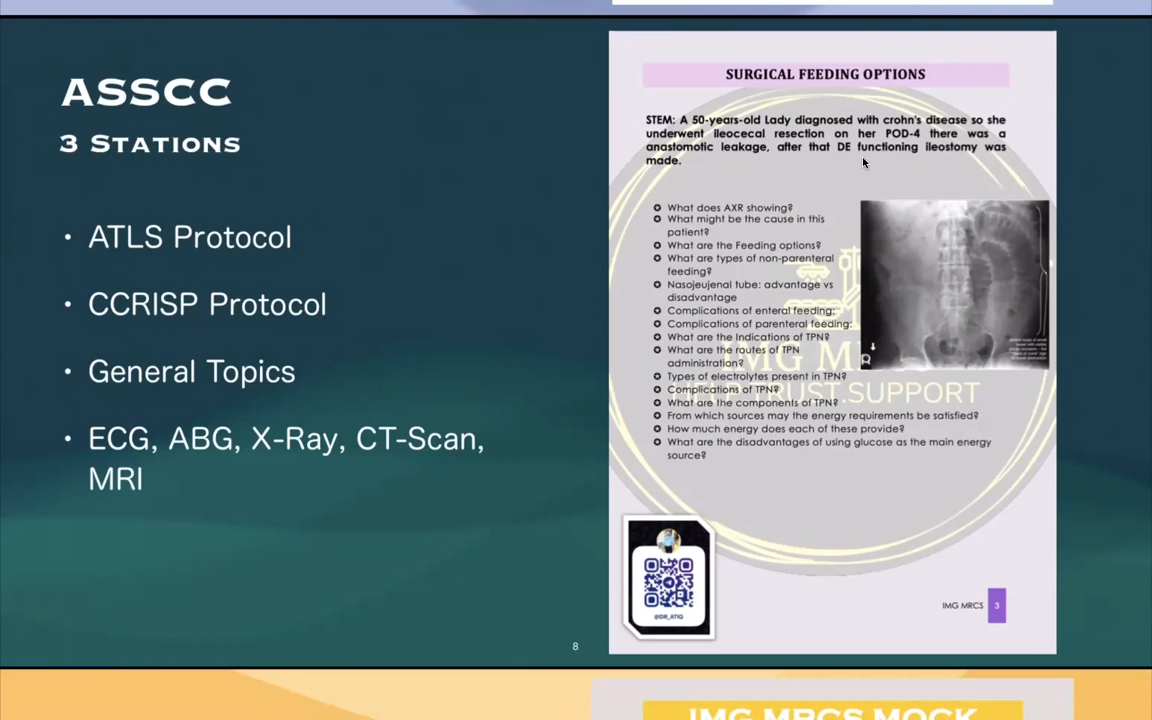 ASSCC
3 Stations
• ATLS Protocol
• CCRISP Protocol
• General Topics
• ECG, ABG, X-Ray, CT-Scan,
MRI
8
SURGICAL FEEDING OPTIONS
STEM: A 50-years-old Lady diagnosed with crohn's disease so she
underwent ileocecal resection on her POD-4 there was a
anastomotic leakage, after that DE functioning ileostomy was
made.
What does AXR showing?
What might be the cause in this
patient?
What are the Feeding options?
What are types of non-parenteral
feeding?
Nasojeujenal tube: advantage vs
disadvantage
Complications of enteral feeding:
Complications of parenteral feeding:
What are the Indications of TPN?
What are the routes of TPN
administration?
Types of electrolytes present in TPN?
Complications of TPN?
What are the components of TPN?
From which sources may the energy requirements be satisfied?
How much energy does each of these provide?
What are the disadvantages of using glucose as the main energy
source?
R
IMG M
TRUST.SUPPORT
@DR_ATIQ
IMG MRCS 3
IMG MRCS MOCK